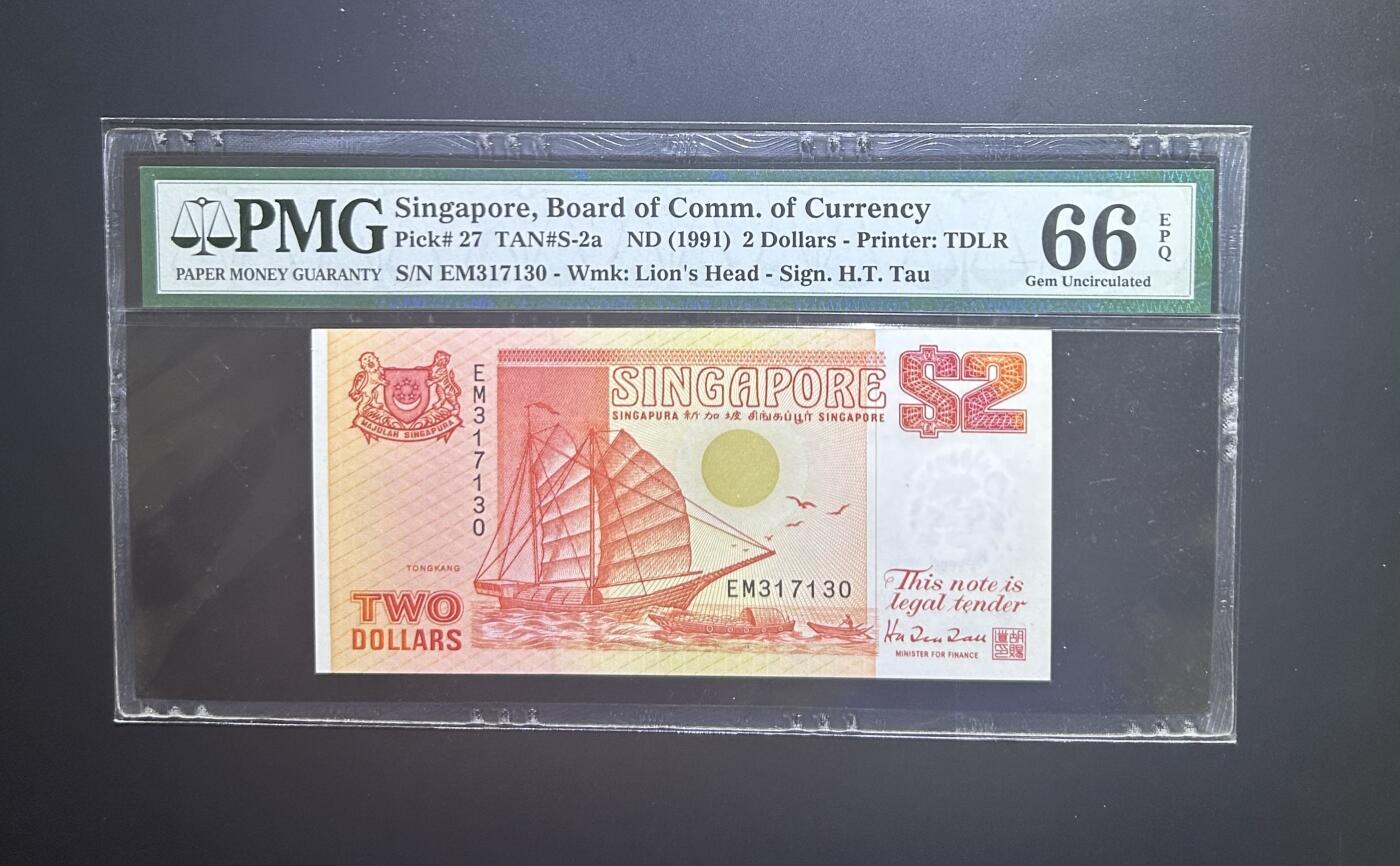 PMG
PAPER MONEY GUARANTY
Singapore, Board of Comm. of Currency
Pick# 27 TAN#S-2a ND (1991) 2 Dollars - Printer: TDLR
S/N EM317130 - Wmk: Lion's Head - Sign. H.T. Tau
66
EPQ
Gem Uncirculated
MAJULAH SINGAPURA
EM317130
SINGAPORE
SINGAPURA 新加坡 சிங்கப்பூர் SINGAPORE
$2
TONGKANG
TWO
DOLLARS
EM317130
This note is
legal tender
MINISTER FOR FINANCE